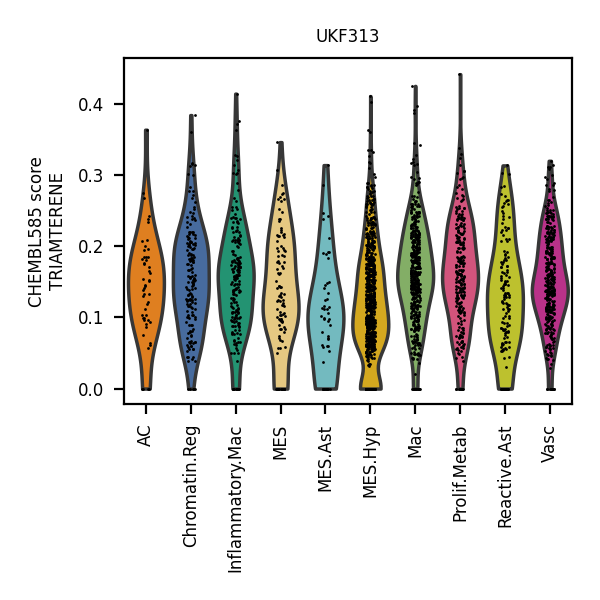 UKF313
CHEMBL585 score
TRIAMTERENE
0.4
0.3
0.2
0.1
0.0
AC
Chromatin.Reg
Inflammatory.Mac
MES
MES.Ast
MES.Hyp
Mac
Prolif.Metab
Reactive.Ast
Vasc